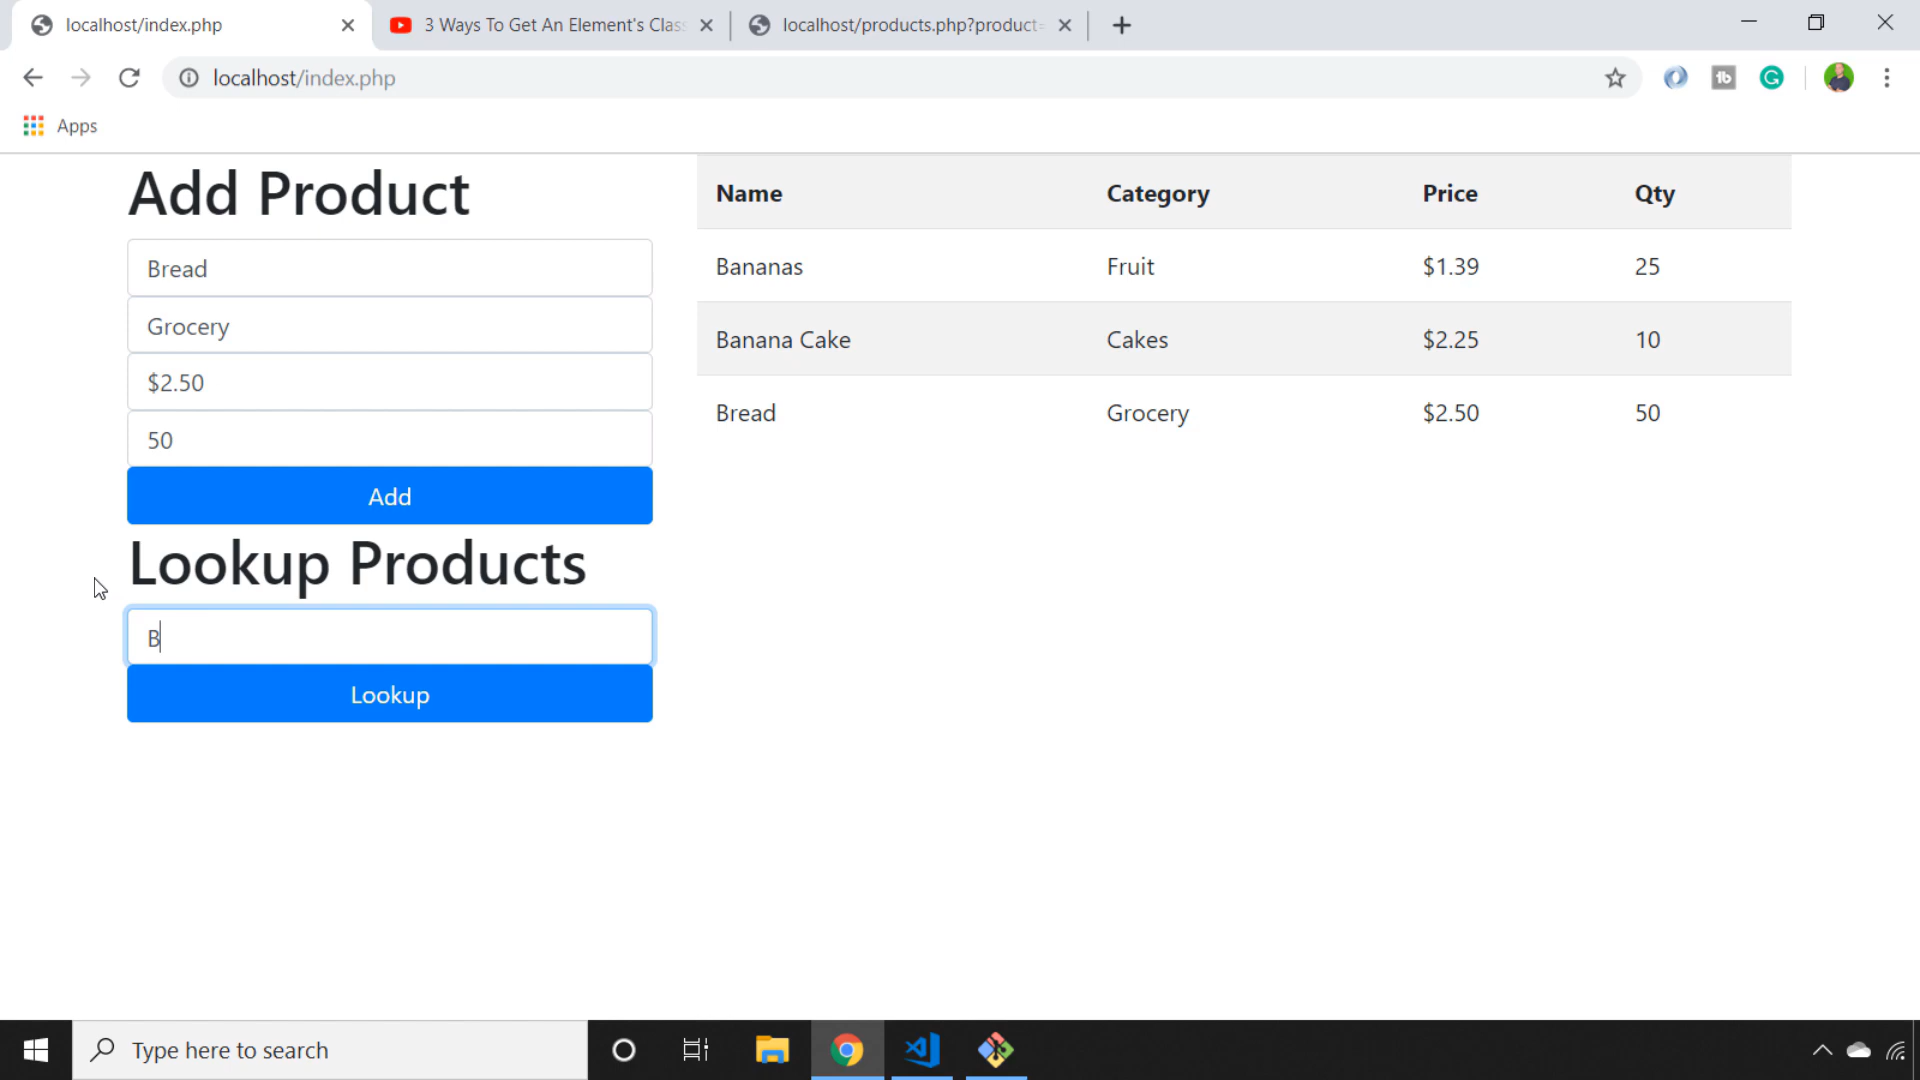 localhost/index.php
3 Ways To Get An Element's Clas
localhost/products.php?product=
localhost/index.php
tb
G
Apps
Add Product
Bread
Grocery
$2.50
50
Add
Lookup Products
B
Lookup
Name Category Price Qty
Bananas Fruit $1.39 25
Banana Cake Cakes $2.25 10
Bread Grocery $2.50 50
Type here to search